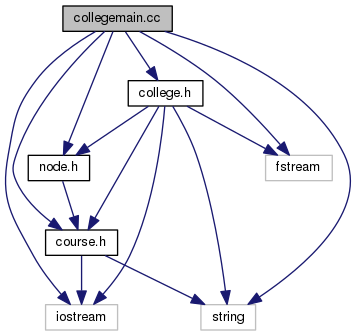 collegemain.cc
college.h
node.h
fstream
course.h
iostream
string